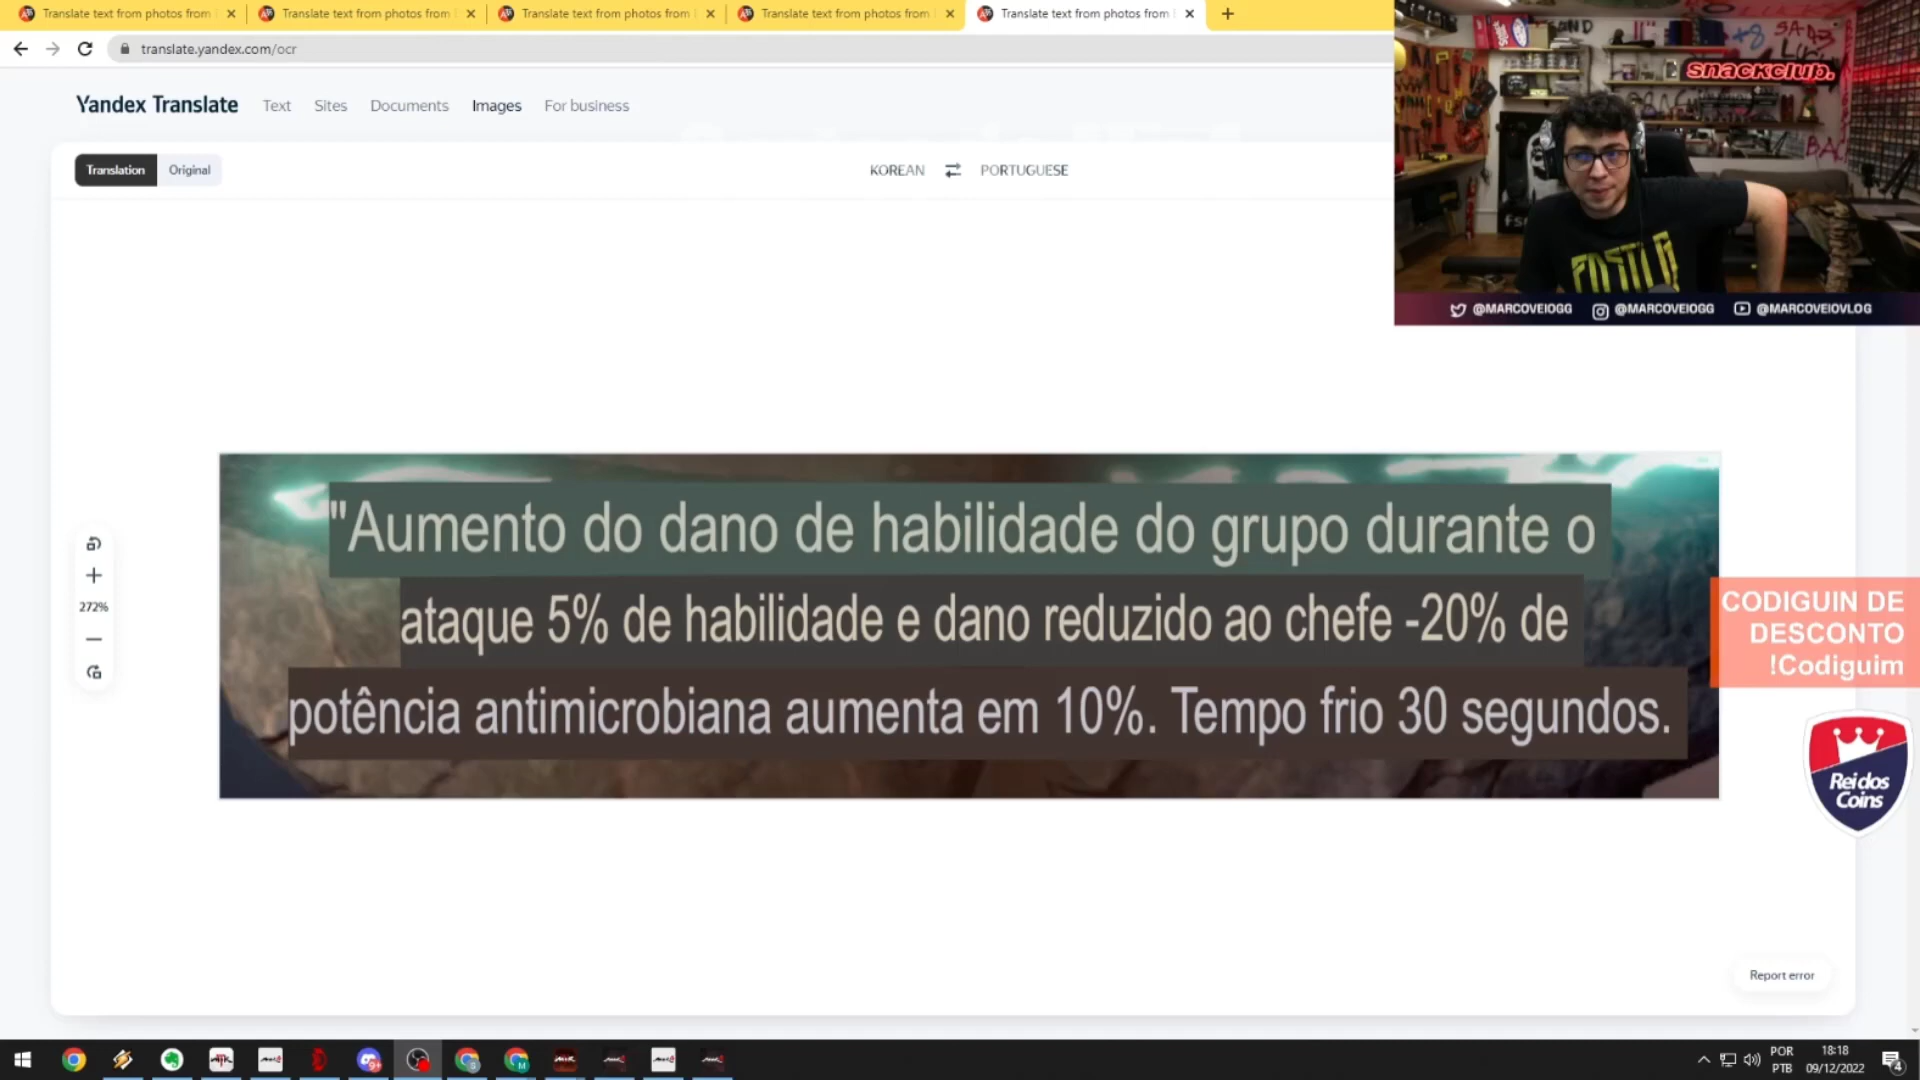 Translate text from photos from
Translate text from photos from
Translate text from photos from
Translate text from photos from
Translate text from photos from
translate.yandex.com/ocr
Yandex Translate
Text
Sites
Documents
Images
For business
Translation
Original
KOREAN
PORTUGUESE
snackclub.
@MARCOVEIOGG
@MARCOVEIOGG
@MARCOVEIOVLOG
272%
"Aumento do dano de habilidade do grupo durante o
ataque 5% de habilidade e dano reduzido ao chefe -20% de
potência antimicrobiana aumenta em 10%. Tempo frio 30 segundos.
CODIGUIN DE
DESCONTO
!Codiguim
Rei dos
Coins
Report error
POR
PTB
18:18
09/12/2022
4